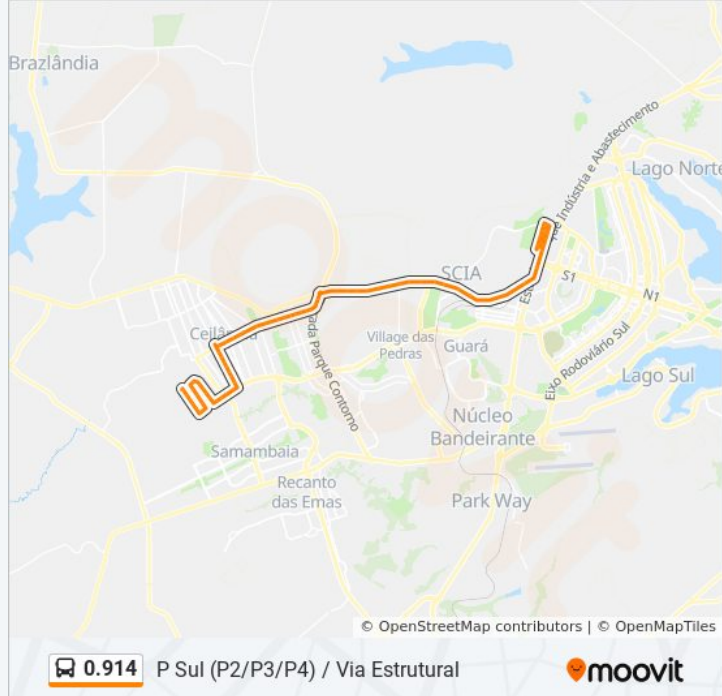 Brazlândia
Indústria e Abastecimento
Lago Norte
SCIA
S1
N1
Ceilândia
Village das
Pedras
Guará
Parque Contorno
Eixo Rodoviário Sul
Lago Sul
Núcleo
Bandeirante
Samambaia
Recanto
das Emas
Park Way
© OpenStreetMap contributors | © OpenMapTiles
0.914 P Sul (P2/P3/P4) / Via Estrutural
moovit